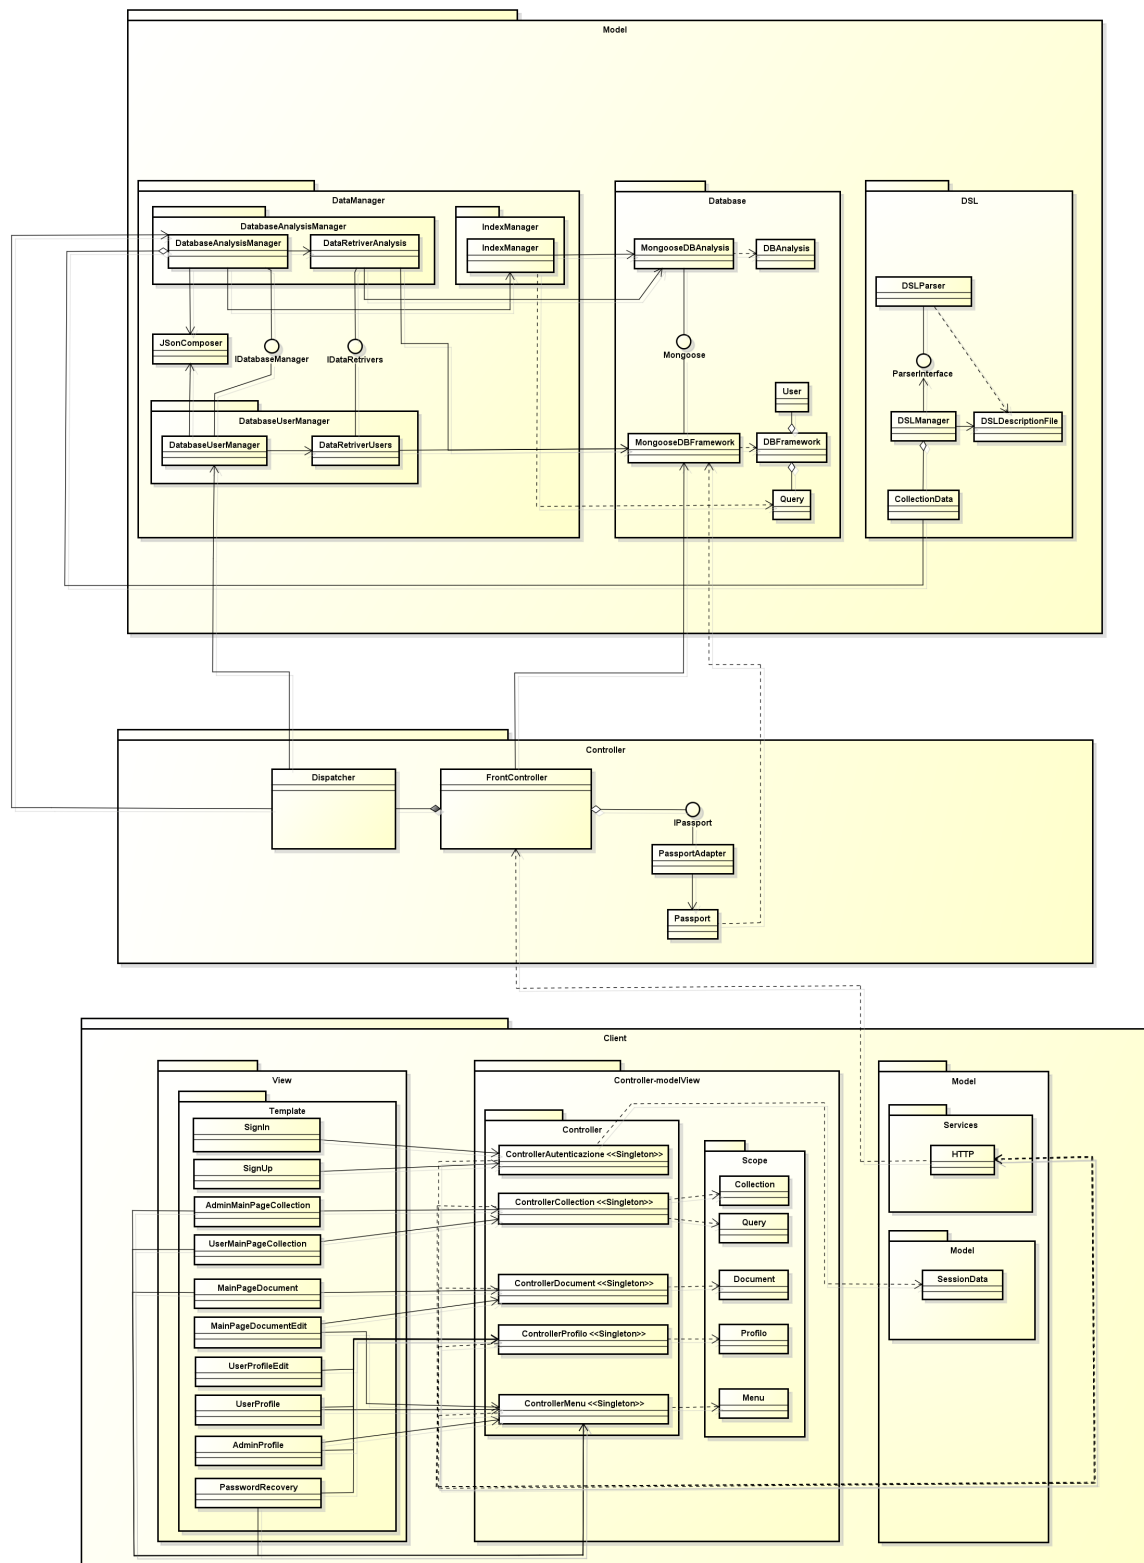 Model
DataManager
DatabaseAnalysisManager
DatabaseAnalysisManager
DataRetriverAnalysis
IndexManager
IndexManager
JSonComposer
IDatabaseManager
IDataRetrivers
DatabaseUserManager
DatabaseUserManager
DataRetriverUsers
Database
MongooseDBAnalysis
DBAnalysis
Mongoose
User
MongooseDBFramework
DBFramework
Query
DSL
DSLParser
ParserInterface
DSLManager
DSLDescriptionFile
CollectionData
Controller
Dispatcher
FrontController
IPassport
PassportAdapter
Passport
Client
View
Template
SignIn
SignUp
AdminMainPageCollection
UserMainPageCollection
MainPageDocument
MainPageDocumentEdit
UserProfileEdit
UserProfile
AdminProfile
PasswordRecovery
Controller-modelView
Controller
ControllerAutenticazione <<Singleton>>
ControllerCollection <<Singleton>>
ControllerDocument <<Singleton>>
ControllerProfilo <<Singleton>>
ControllerMenu <<Singleton>>
Scope
Collection
Query
Document
Profilo
Menu
Model
Services
HTTP
Model
SessionData